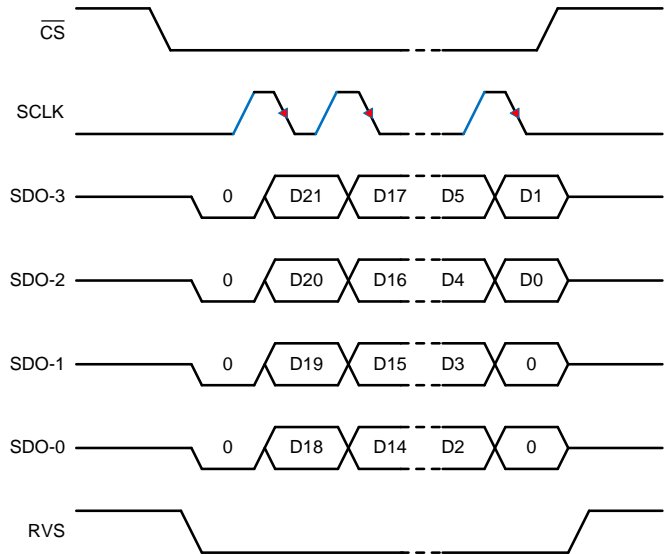 CS
SCLK
SDO-3 0 D21 D17 D5 D1
SDO-2 0 D20 D16 D4 D0
SDO-1 0 D19 D15 D3 0
SDO-0 0 D18 D14 D2 0
RVS